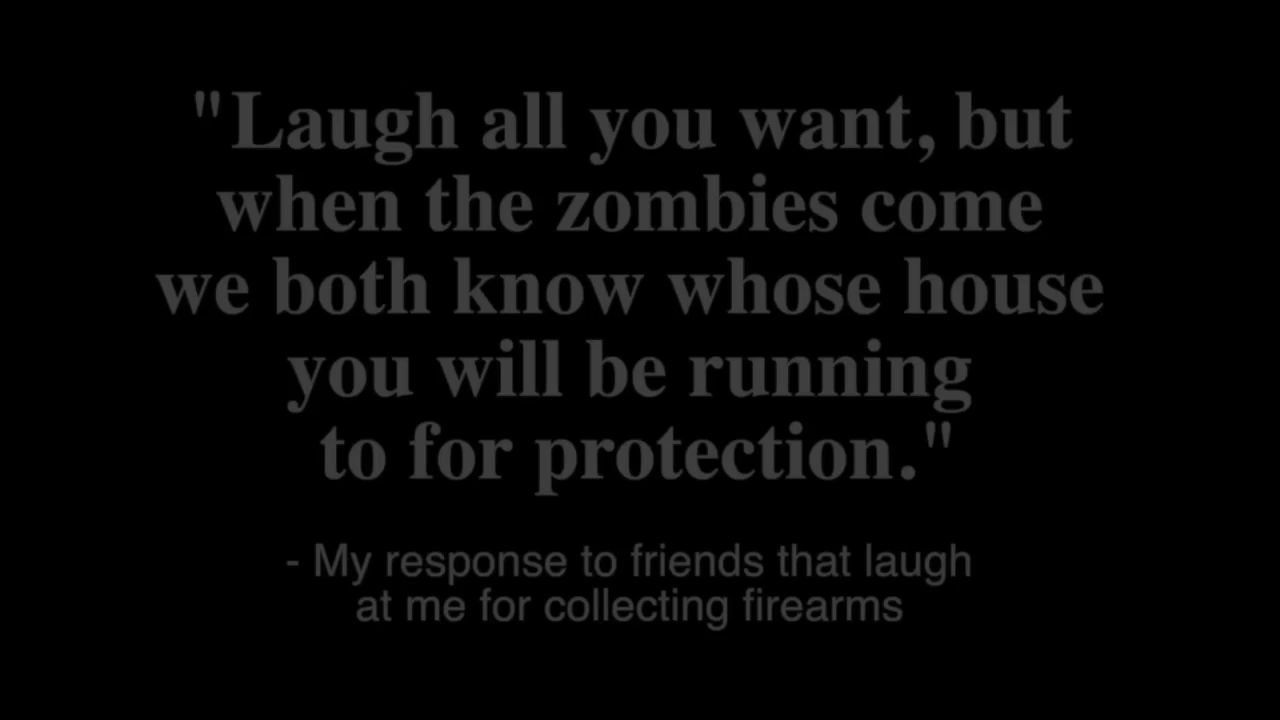 "Laugh all you want, but
when the zombies come
we both know whose house
you will be running
to for protection."
- My response to friends that laugh
at me for collecting firearms